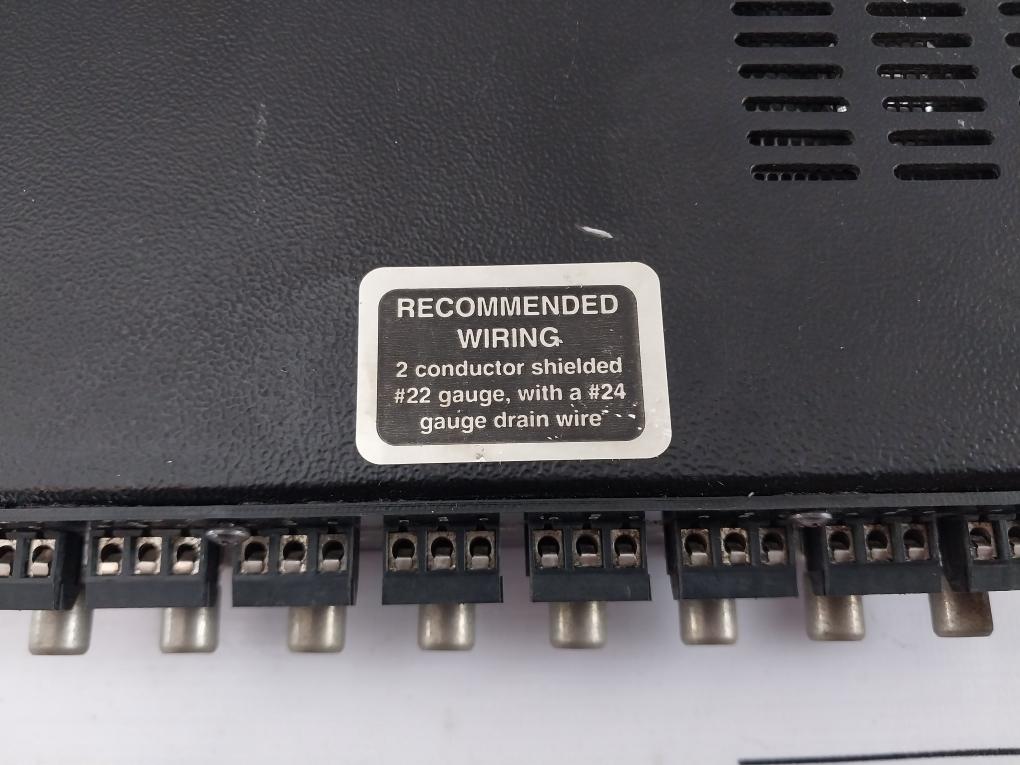 RECOMMENDED
WIRING
2 conductor shielded
#22 gauge, with a #24
gauge drain wire